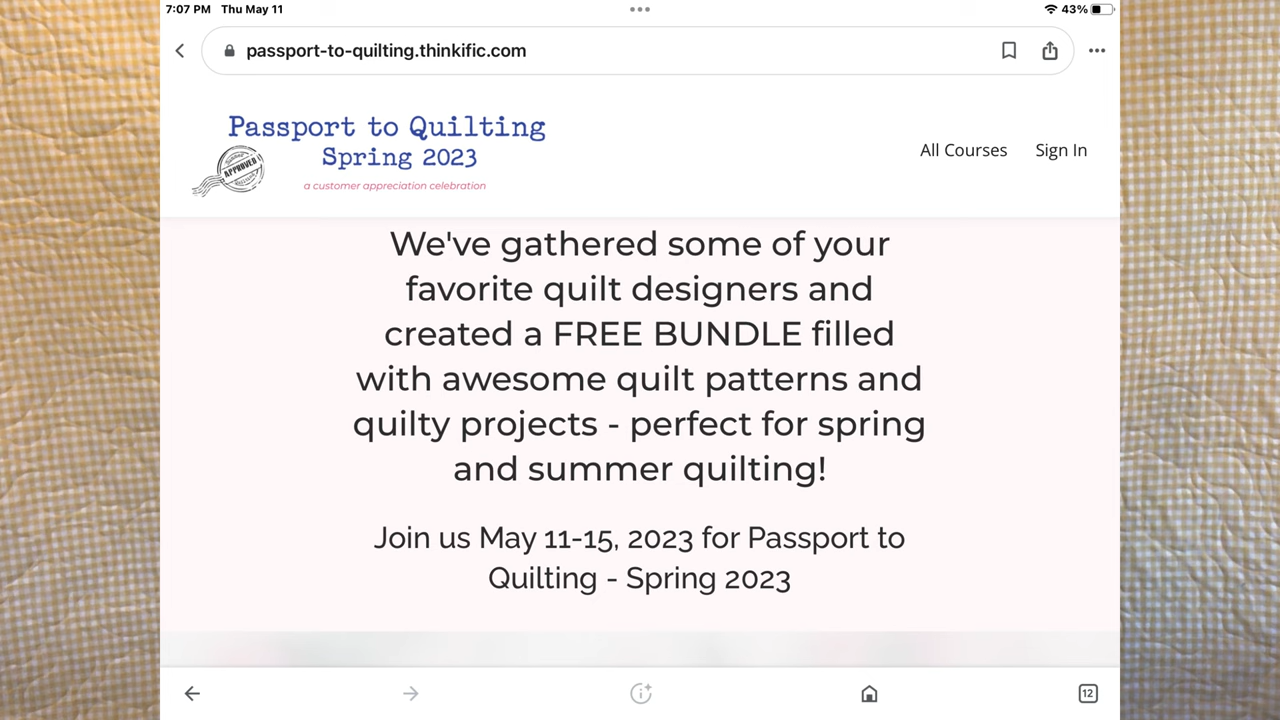 7:07 PM Thu May 11
43%
passport-to-quilting.thinkific.com
Passport to Quilting
Spring 2023
APPROVED
a customer appreciation celebration
All Courses
Sign In
We've gathered some of your
favorite quilt designers and
created a FREE BUNDLE filled
with awesome quilt patterns and
quilty projects - perfect for spring
and summer quilting!
Join us May 11-15, 2023 for Passport to
Quilting - Spring 2023
12